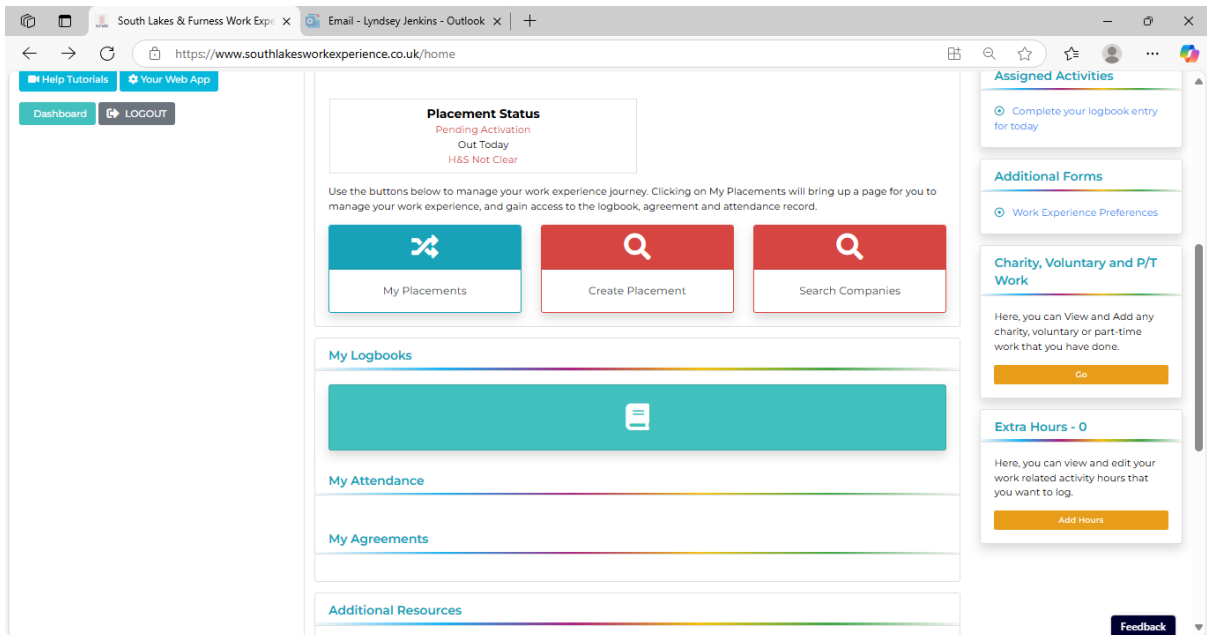 South Lakes & Furness Work Expe
Email - Lyndsey Jenkins - Outlook
https://www.southlakesworkexperience.co.uk/home
Help Tutorials
Your Web App
Dashboard
LOGOUT
Placement Status
Pending Activation
Out Today
H&S Not Clear
Use the buttons below to manage your work experience journey. Clicking on My Placements will bring up a page for you to
manage your work experience, and gain access to the logbook, agreement and attendance record.
My Placements
Create Placement
Search Companies
My Logbooks
My Attendance
My Agreements
Additional Resources
Assigned Activities
Complete your logbook entry
for today
Additional Forms
Work Experience Preferences
Charity, Voluntary and P/T
Work
Here, you can View and Add any
charity, voluntary or part-time
work that you have done.
Go
Extra Hours - 0
Here, you can view and edit your
work related activity hours that
you want to log.
Add Hours
Feedback